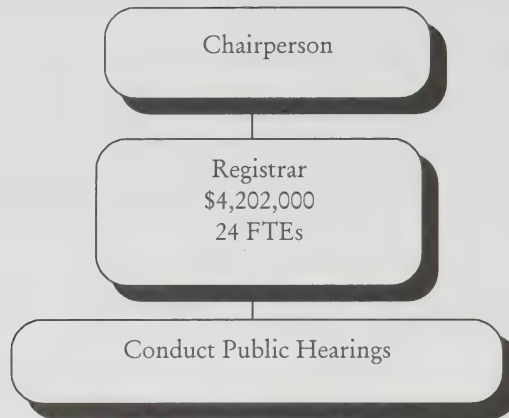 Chairperson
Registrar
$4,202,000
24 FTEs
Conduct Public Hearings